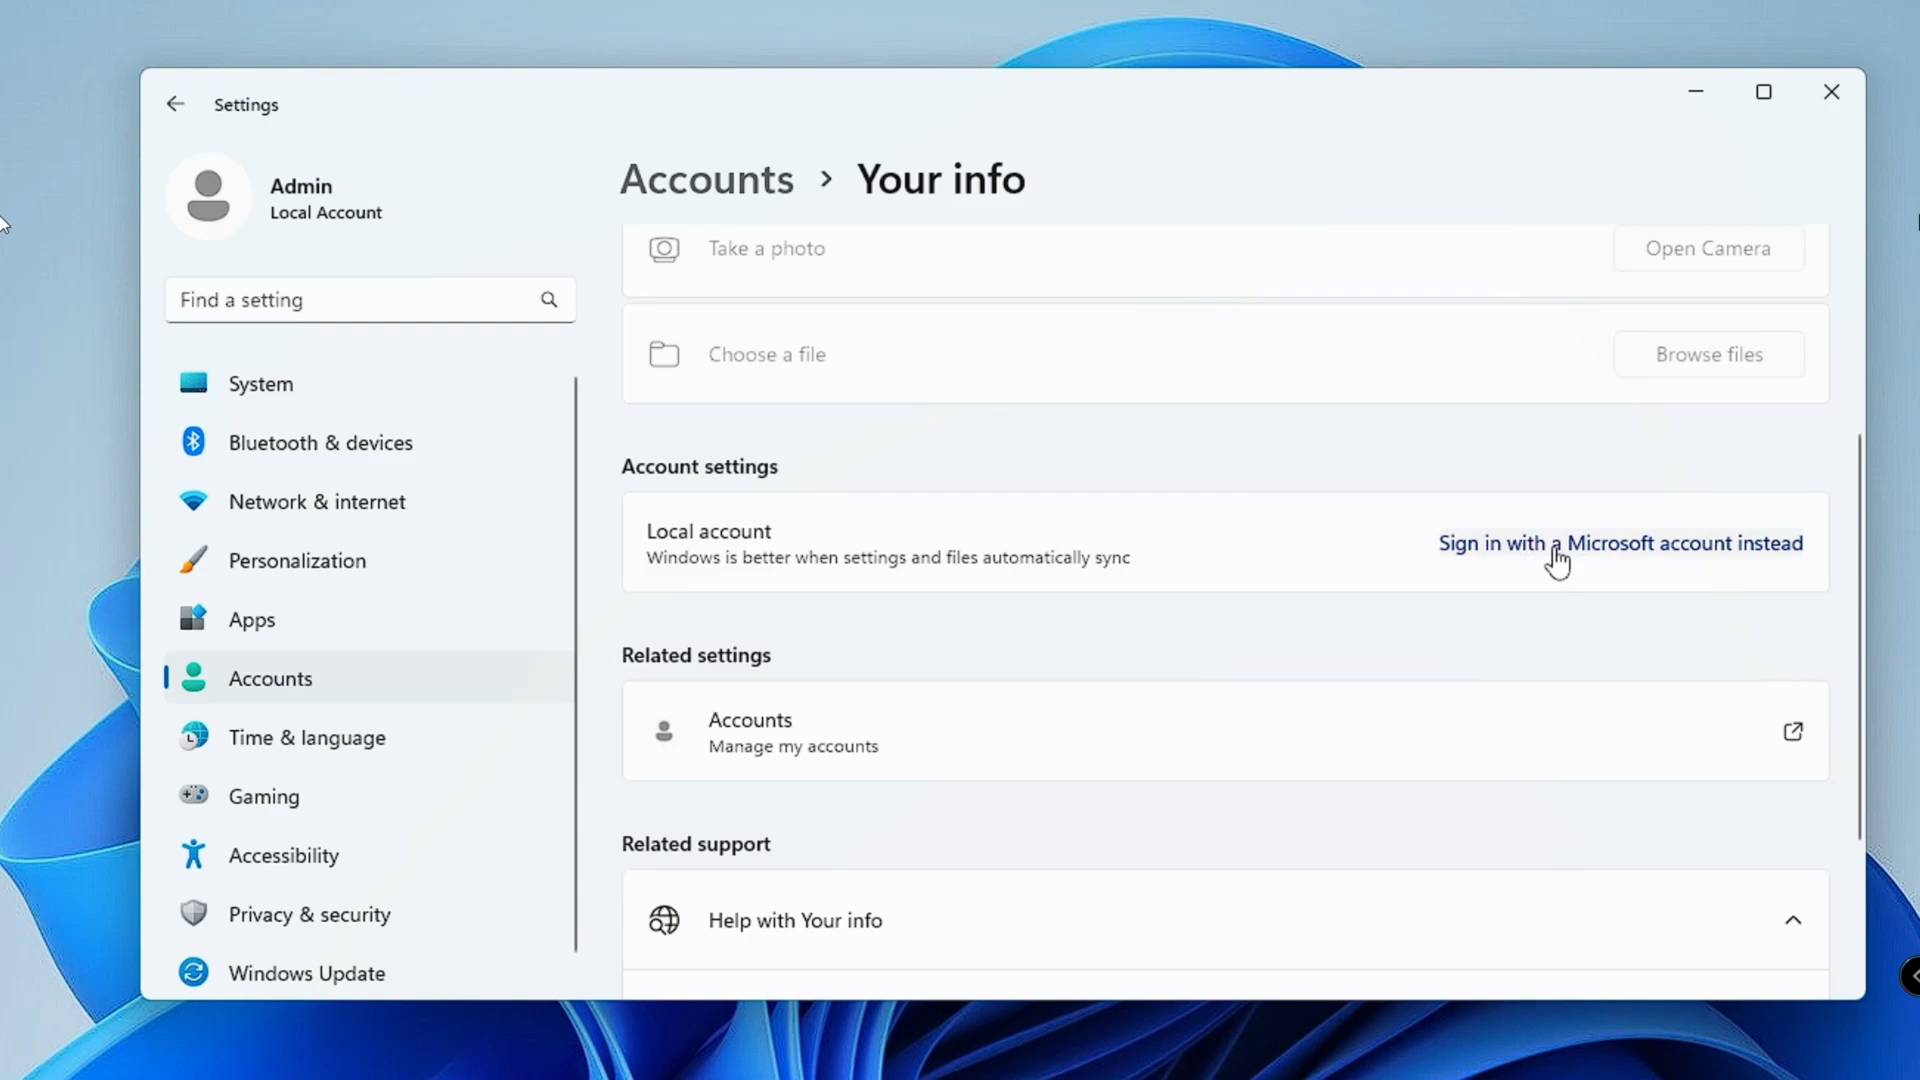 Settings
Admin
Local Account
Find a setting
System
Bluetooth & devices
Network & internet
Personalization
Apps
Accounts
Time & language
Gaming
Accessibility
Privacy & security
Windows Update
Accounts > Your info
Take a photo
Open Camera
Choose a file
Browse files
Account settings
Local account
Windows is better when settings and files automatically sync
Sign in with a Microsoft account instead
Related settings
Accounts
Manage my accounts
Related support
Help with Your info